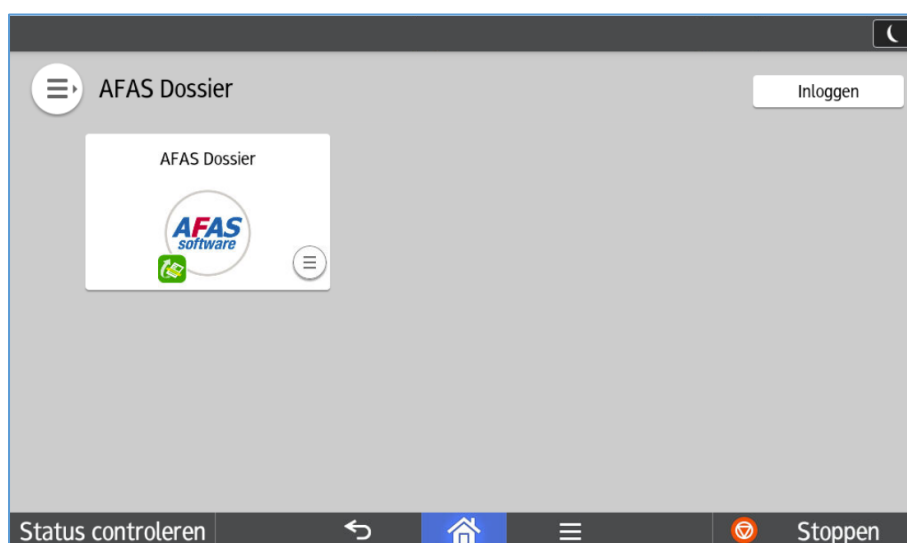 AFAS Dossier
Inloggen
AFAS Dossier
AFAS
software
Status controleren
Stoppen